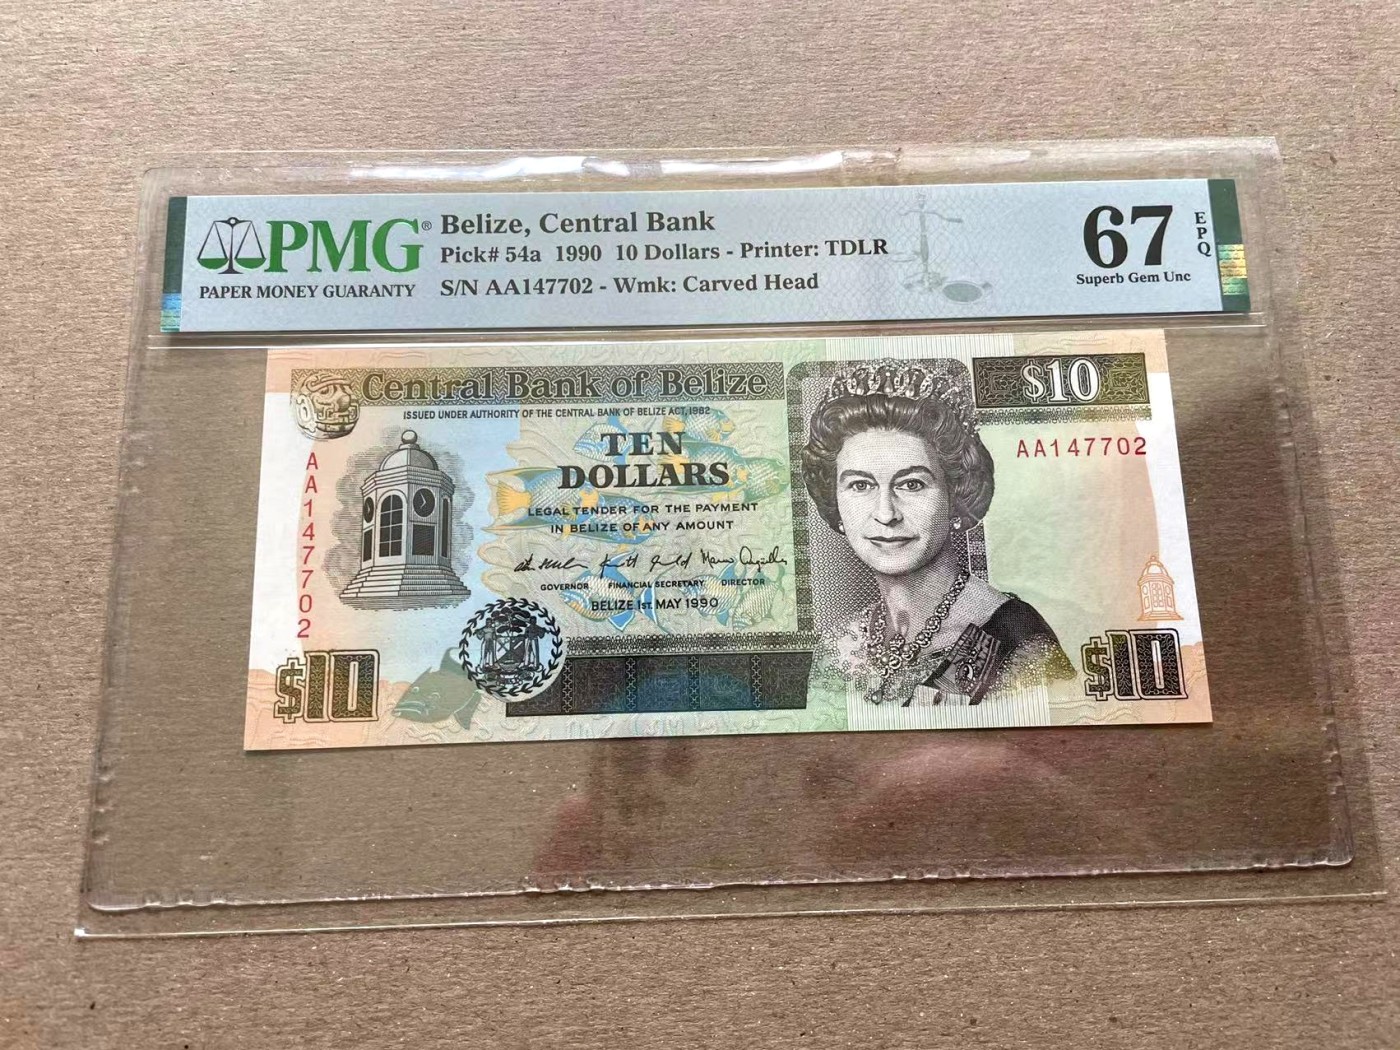 PMG®
PAPER MONEY GUARANTY
Belize, Central Bank
Pick# 54a 1990 10 Dollars - Printer: TDLR
S/N AA147702 - Wmk: Carved Head
67
EPQ
Superb Gem Unc
Central Bank of Belize
ISSUED UNDER AUTHORITY OF THE CENTRAL BANK OF BELIZE ACT, 1982
$10
AA147702
AA147702
TEN
DOLLARS
LEGAL TENDER FOR THE PAYMENT
IN BELIZE OF ANY AMOUNT
GOVERNOR FINANCIAL SECRETARY DIRECTOR
BELIZE 1ST. MAY 1990
$10
$10